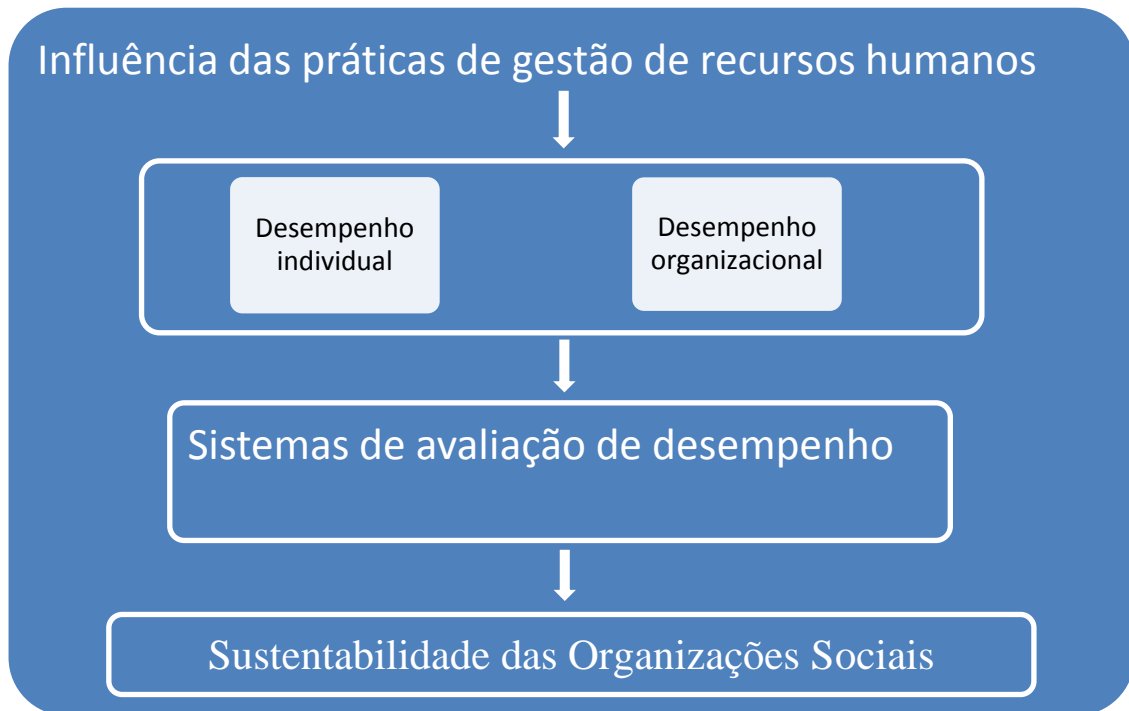 Influência das práticas de gestão de recursos humanos
Desempenho
individual
Desempenho
organizacional
Sistemas de avaliação de desempenho
Sustentabilidade das Organizações Sociais